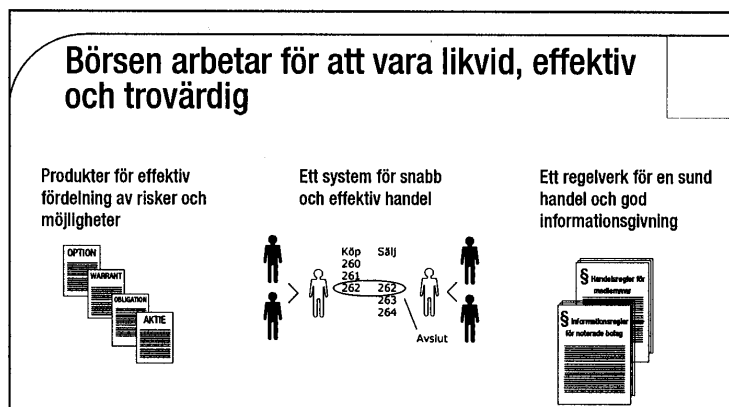 Börsen arbetar för att vara likvid, effektiv
och trovärdig
Produkter för effektiv
fördelning av risker och
möjligheter
OPTION
WARRANT
OBLIGATION
AKTIE
Ett system för snabb
och effektiv handel
Köp Sälj
260
261
262 262
263
264
Avslut
Ett regelverk för en sund
handel och god
informationsgivning
§ Handelsregler för
medlemmar
§ Informationsregler
för noterade bolag